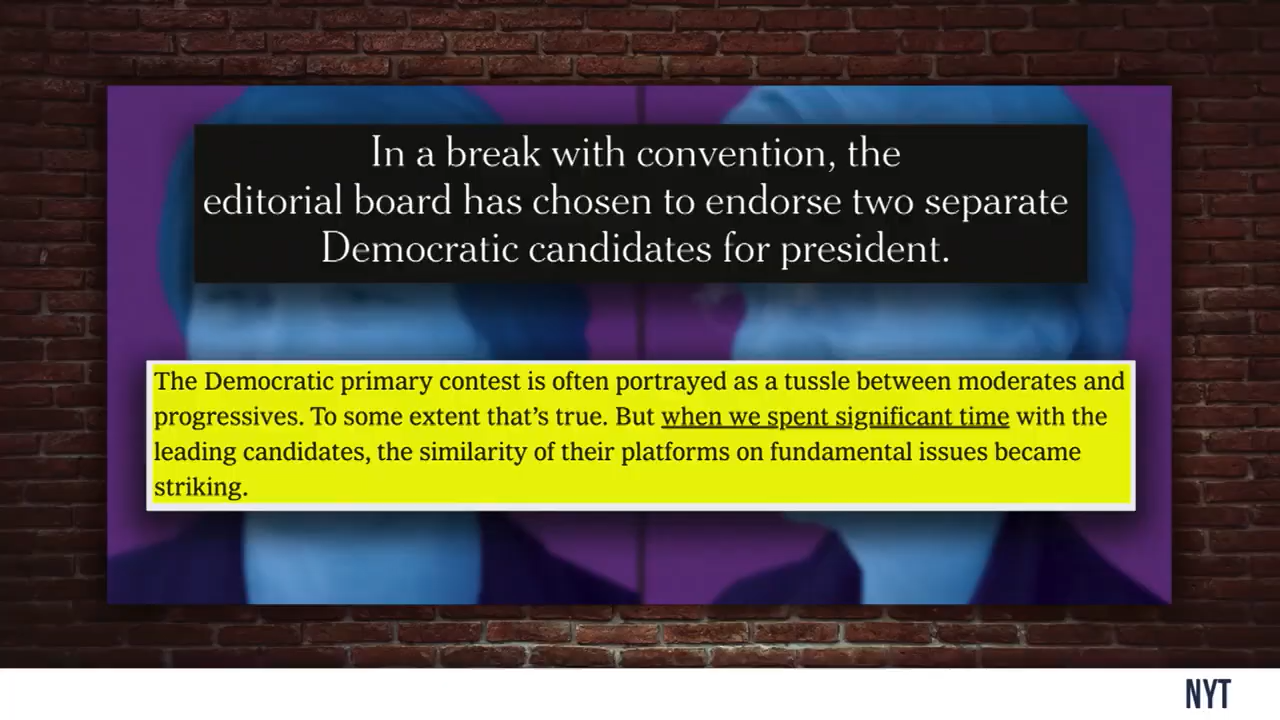 In a break with convention, the
editorial board has chosen to endorse two separate
Democratic candidates for president.
The Democratic primary contest is often portrayed as a tussle between moderates and
progressives. To some extent that’s true. But when we spent significant time with the
leading candidates, the similarity of their platforms on fundamental issues became
striking.
NYT